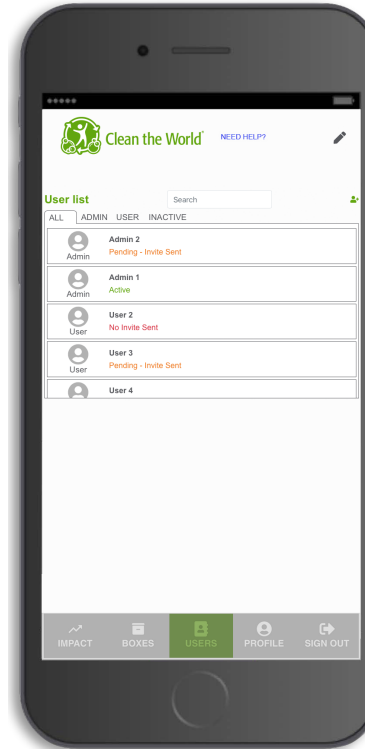 Clean the World®
NEED HELP?
User list
Search
ALL ADMIN USER INACTIVE
Admin 2
Admin
Pending - Invite Sent
Admin 1
Admin
Active
User 2
User
No Invite Sent
User 3
User
Pending - Invite Sent
User 4
IMPACT BOXES USERS PROFILE SIGN OUT